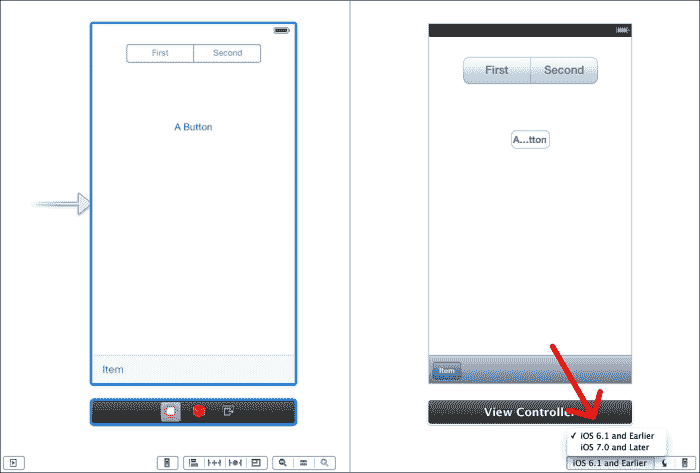 First Second
A Button
Item
First Second
A...tton
Item
View Controller
✓ iOS 6.1 and Earlier
iOS 7.0 and Later
iOS 6.1 and Earlier